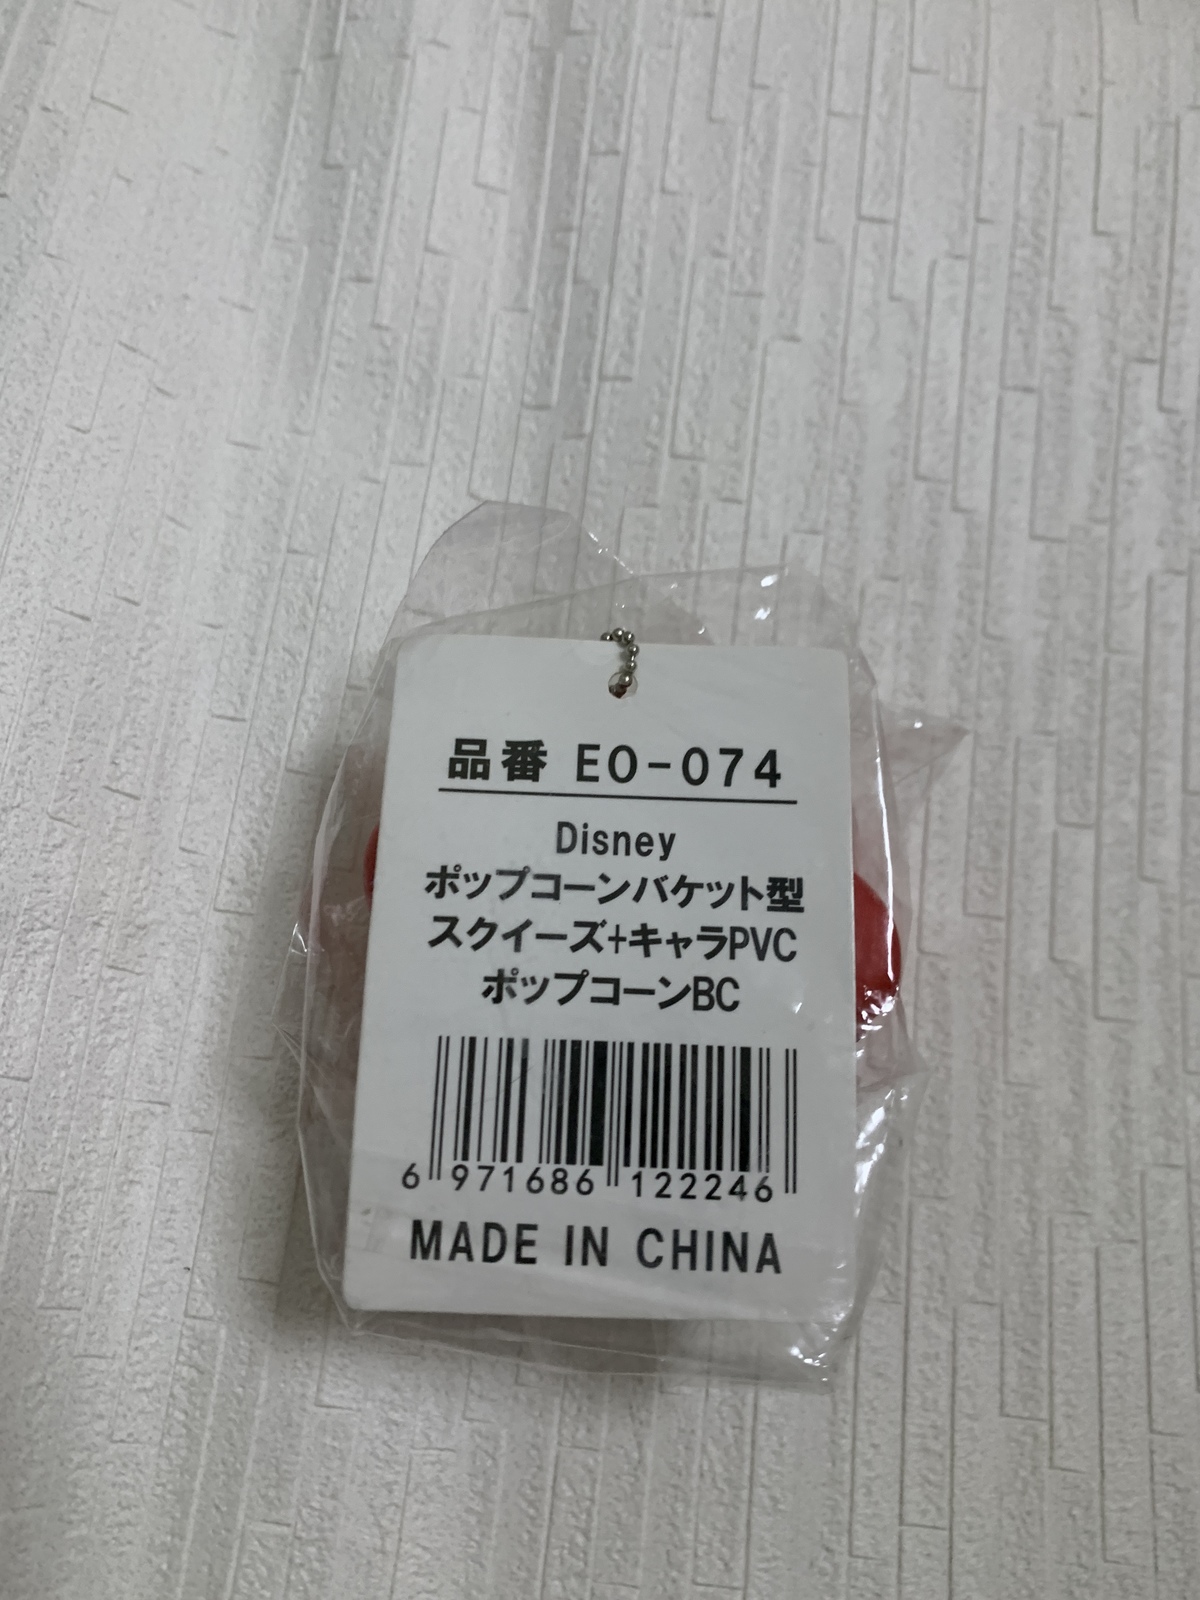 品番 EO-074
Disney
ポップコーンバケット型
スクイーズ+キャラPVC
ポップコーンBC
6 971686 122246
MADE IN CHINA